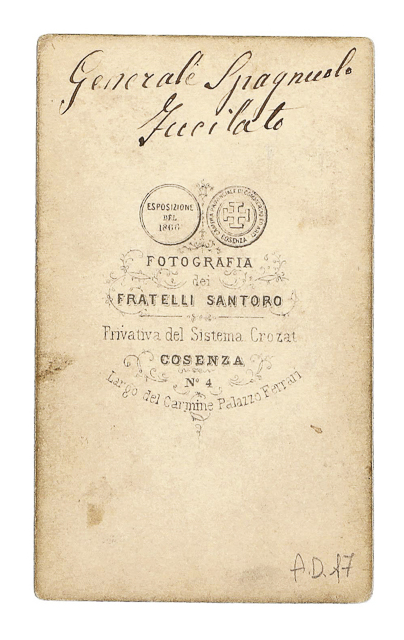 Generale Spagnuolo
Fucilato
ESPOSIZIONE
DEL
1866
COSENZA
FOTOGRAFIA
dei
FRATELLI SANTORO
Privativa del Sistema Crozat
COSENZA
N° 4
Largo del Carmine Palazzo Ferrari
A.D. 17